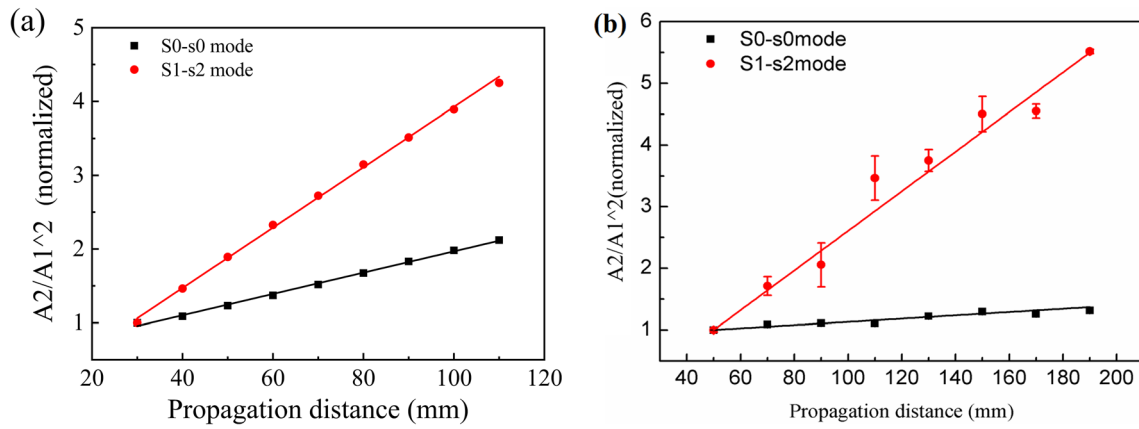 (a)
5
4
3
2
1
A2/A1^2 (normalized)
S0-s0 mode
S1-s2 mode
20 40 60 80 100 120
Propagation distance (mm)
(b)
6
5
4
3
2
1
A2/A1^2(normalized)
S0-s0mode
S1-s2mode
40 60 80 100 120 140 160 180 200
Propagation distance (mm)